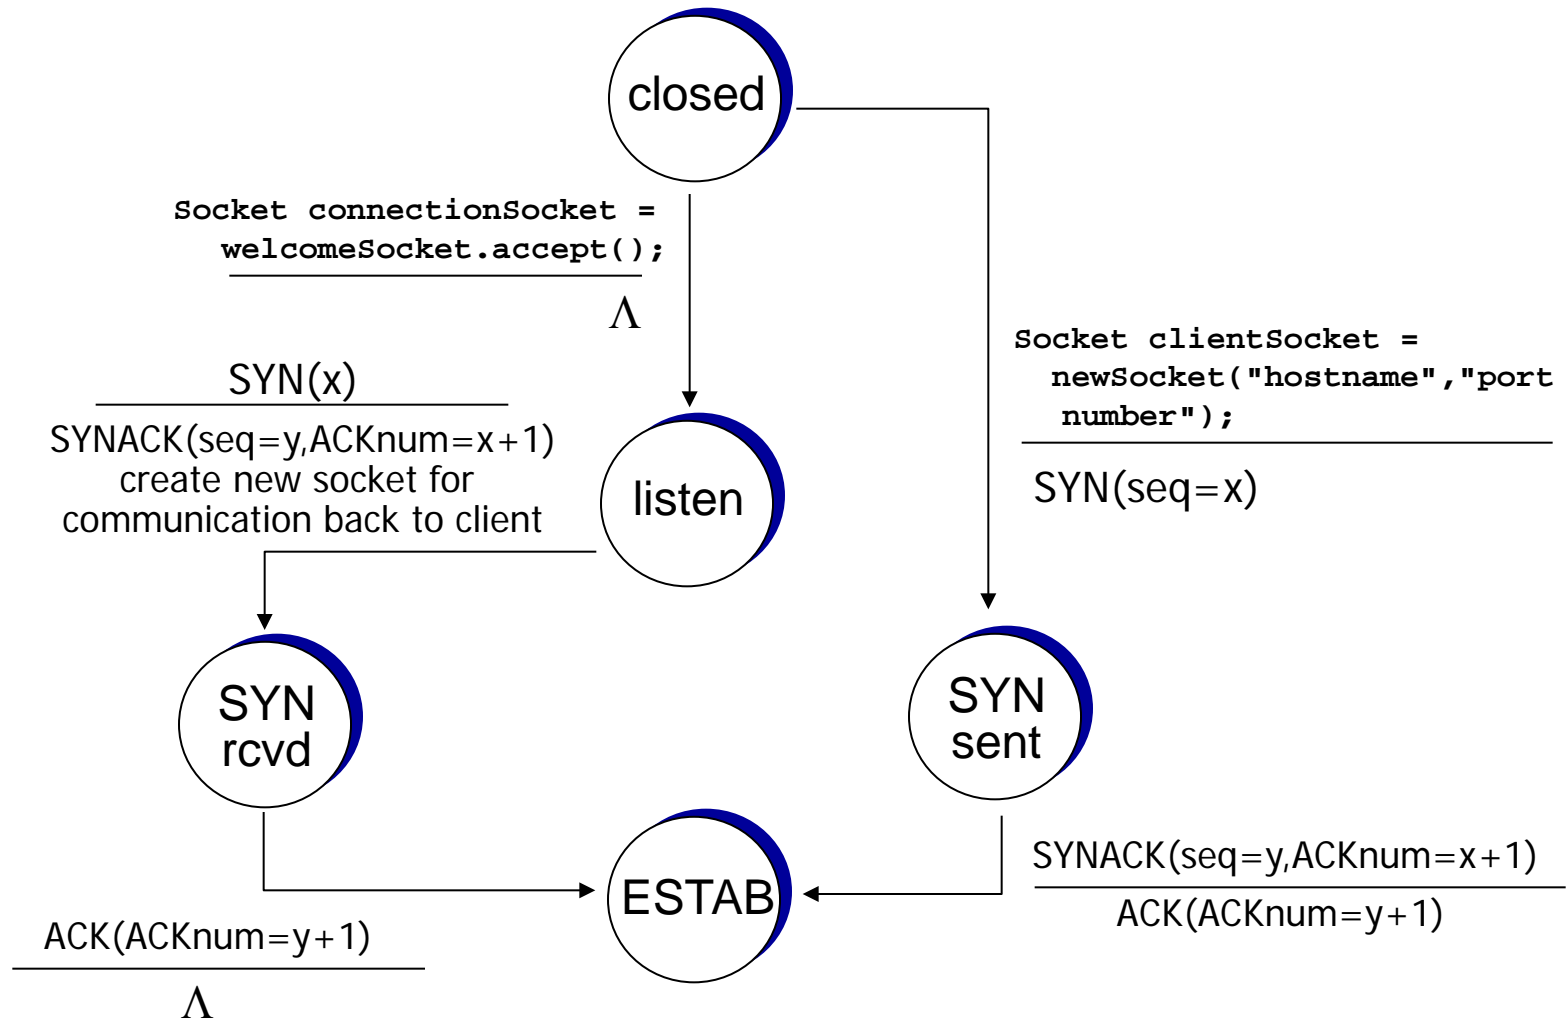 closed
Socket connectionSocket =
welcomeSocket.accept();
Λ
Socket clientSocket =
newSocket("hostname","port
number");
SYN(seq=x)
SYN(x)
SYNACK(seq=y,ACKnum=x+1)
create new socket for
communication back to client
listen
SYN
rcvd
SYN
sent
ESTAB
SYNACK(seq=y,ACKnum=x+1)
ACK(ACKnum=y+1)
ACK(ACKnum=y+1)
Λ